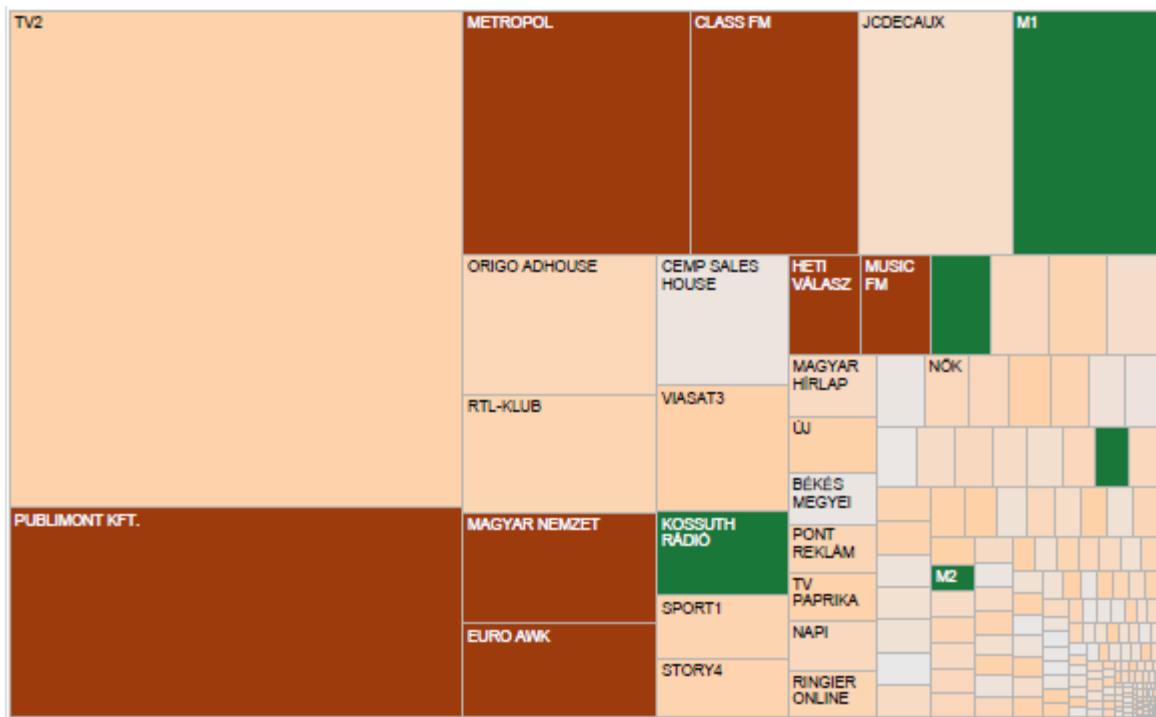 TV2
METROPOL
CLASS FM
JCDECAUX
M1
ORIGO ADHOUSE
CEMP SALES
HOUSE
HETI
VÁLASZ
MUSIC
FM
MAGYAR
HÍRLAP
NŐK
RTL-KLUB
VIASAT3
ÚJ
BÉKÉS
MEGYEI
PUBLIMONT KFT.
MAGYAR NEMZET
KOSSUTH
RÁDIÓ
PONT
REKLÁM
M2
TV
PAPRIKA
SPORT1
EURO AWK
NAPI
STORY4
RINGIER
ONLINE